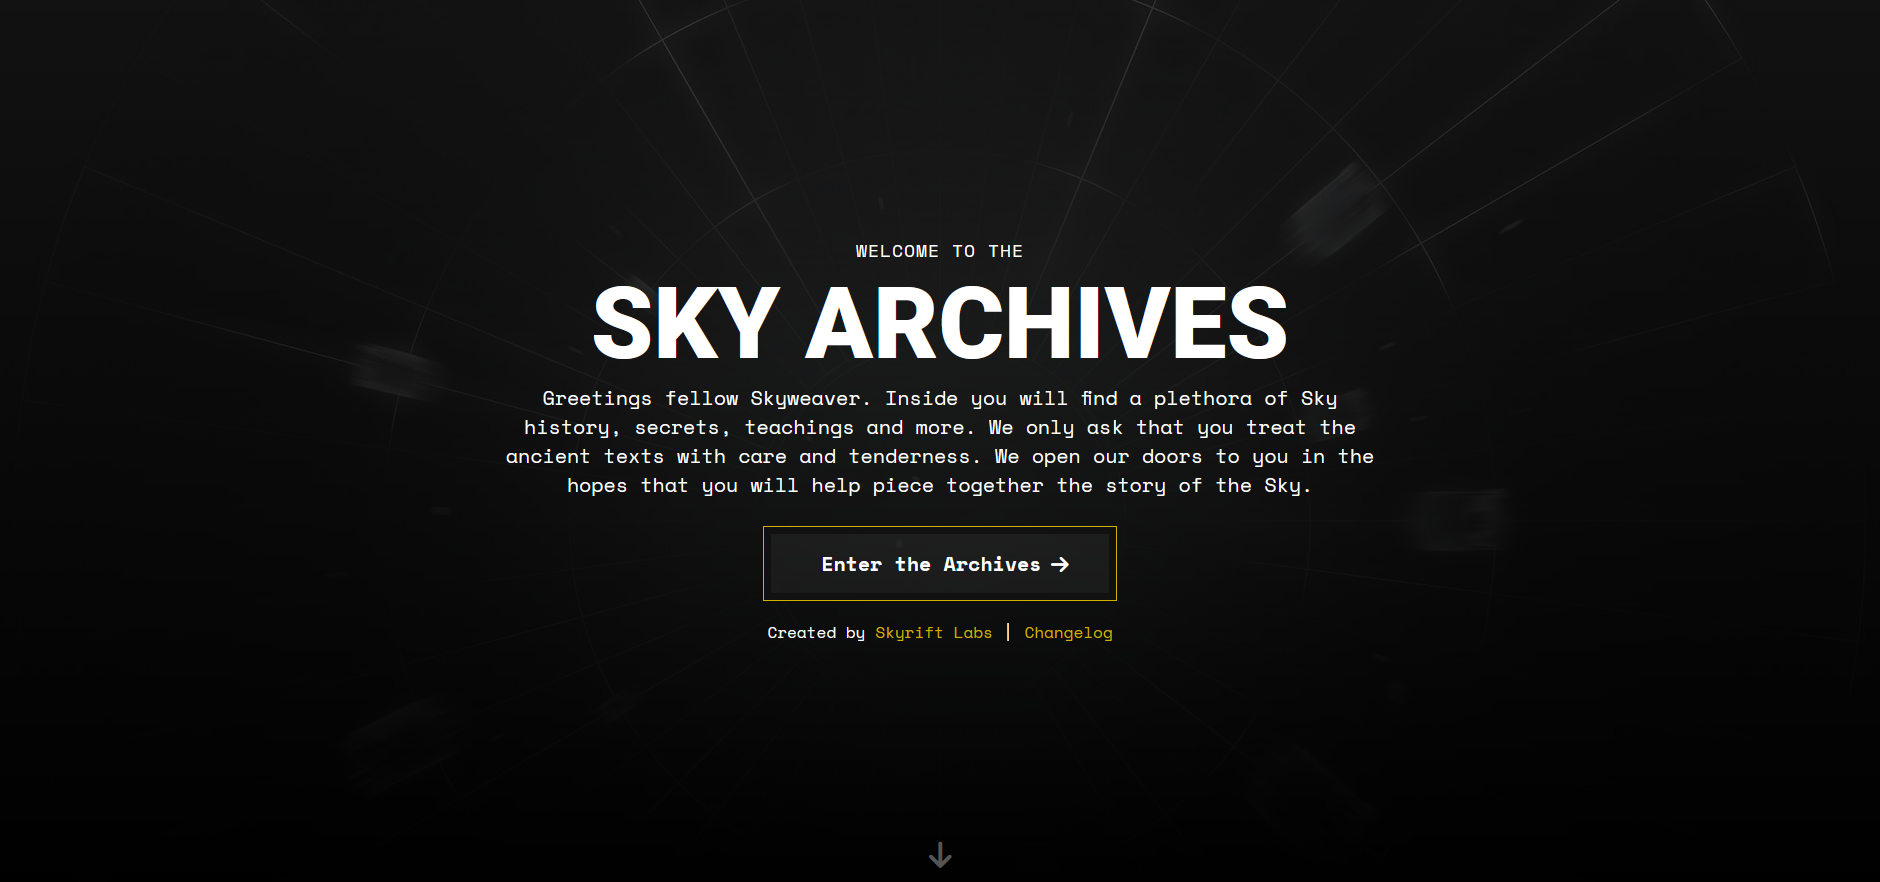 WELCOME TO THE
SKY ARCHIVES
Greetings fellow Skyweaver. Inside you will find a plethora of Sky
history, secrets, teachings and more. We only ask that you treat the
ancient texts with care and tenderness. We open our doors to you in the
hopes that you will help piece together the story of the Sky.
Enter the Archives →
Created by Skyrift Labs | Changelog